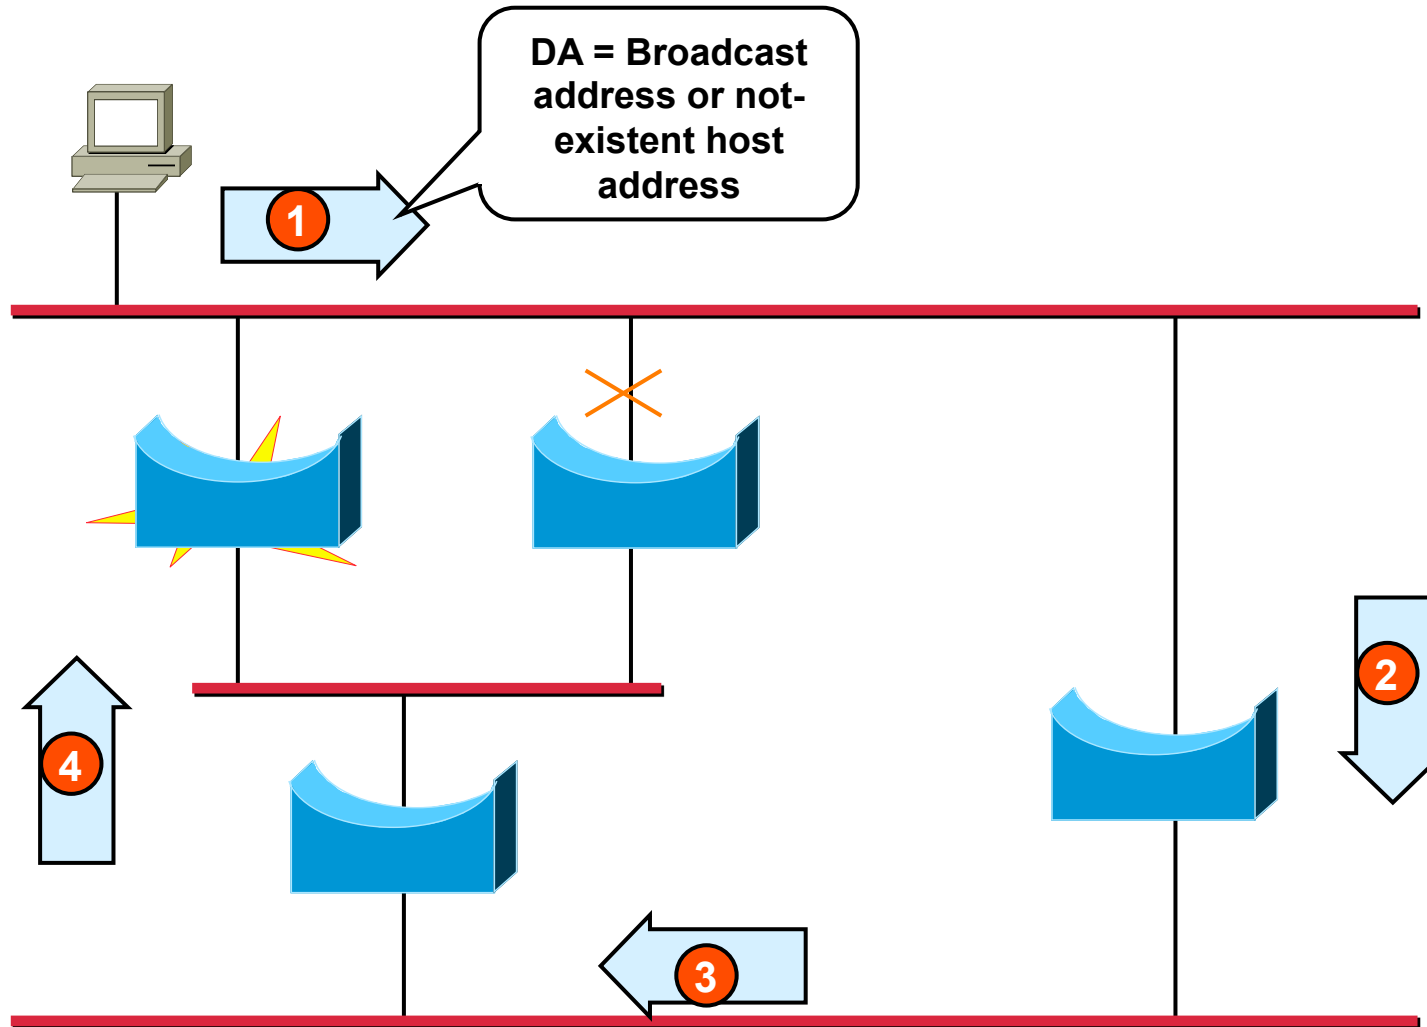 DA = Broadcast
address or not-
existent host
address
1
2
4
3